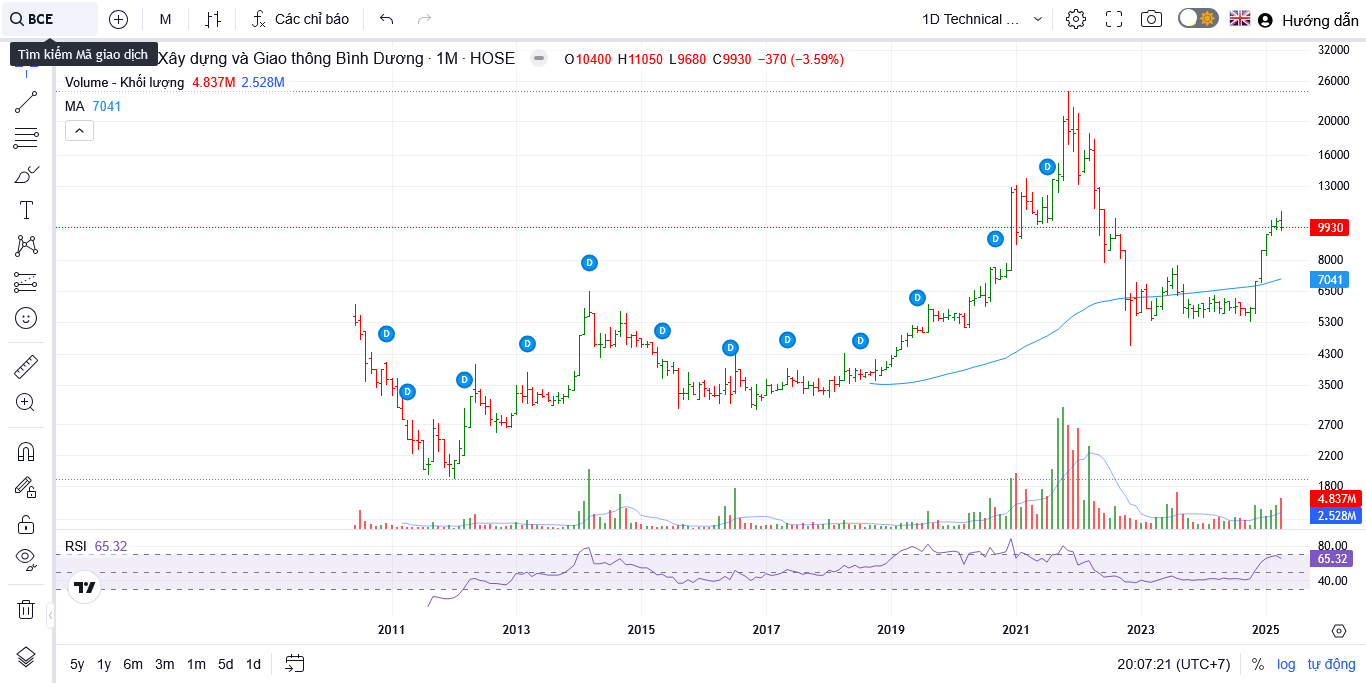 BCE
M
Các chỉ báo
1D Technical ...
Hướng dẫn
Tìm kiếm Mã giao dịch
Xây dựng và Giao thông Bình Dương · 1M · HOSE
O10400 H11050 L9680 C9930 −370 (−3.59%)
Volume - Khối lượng 4.837M 2.528M
MA 7041
32000
26000
20000
16000
13000
9930
8000
7041
6500
5300
4300
3500
2700
2200
1800
4.837M
2.528M
D D D D D D D D D D D D
RSI 65.32
80.00
65.32
40.00
2011 2013 2015 2017 2019 2021 2023 2025
5y 1y 6m 3m 1m 5d 1d
20:07:21 (UTC+7) % log tự động